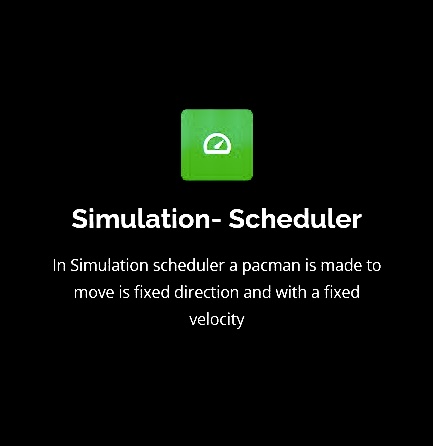 Simulation- Scheduler
In Simulation scheduler a pacman is made to
move is fixed direction and with a fixed
velocity